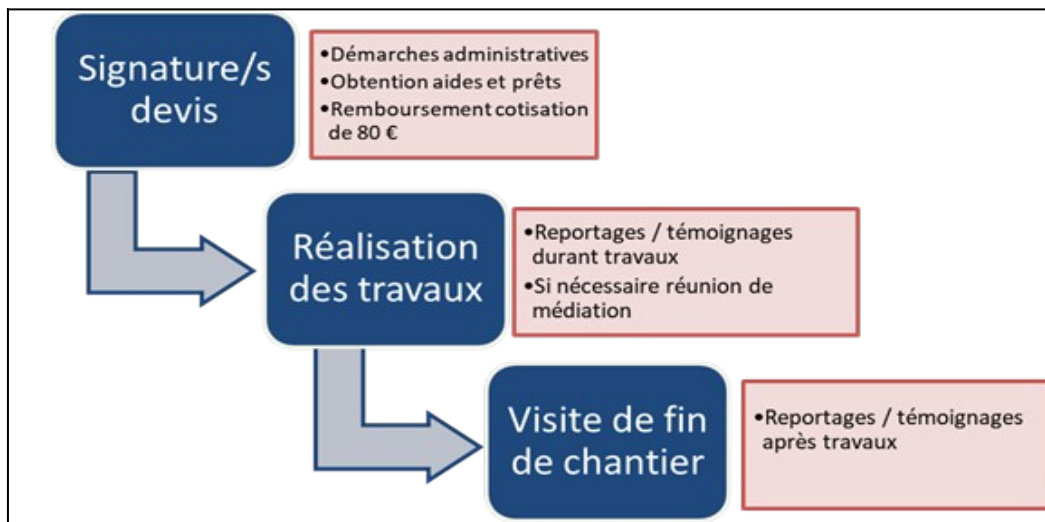 Signature/s
devis
•Démarches administratives
•Obtention aides et prêts
•Remboursement cotisation
de 80 €
Réalisation
des travaux
•Reportages / témoignages
durant travaux
•Si nécessaire réunion de
médiation
Visite de fin
de chantier
•Reportages / témoignages
après travaux